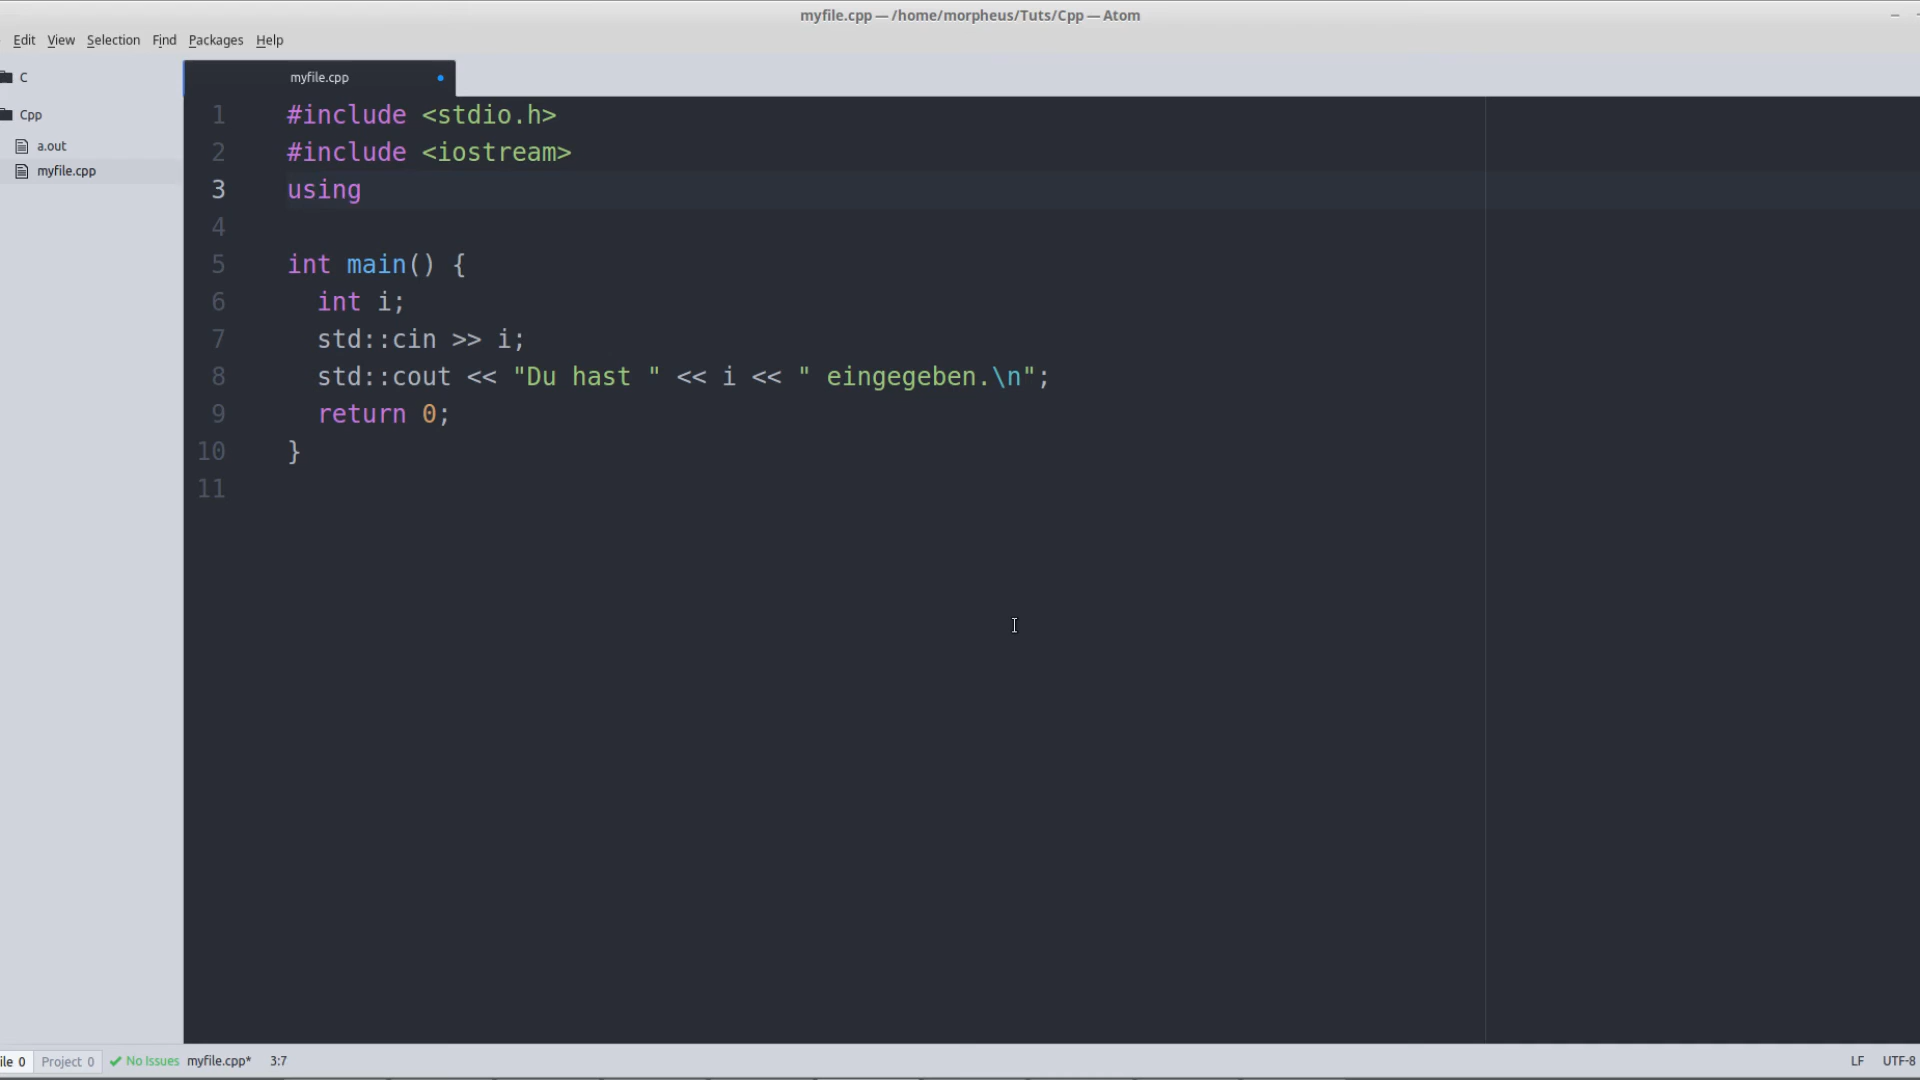 myfile.cpp — /home/morpheus/Tuts/Cpp — Atom
Edit View Selection Find Packages Help
C
Cpp
a.out
myfile.cpp
myfile.cpp
1 #include <stdio.h>
2 #include <iostream>
3 using
4
5 int main() {
6   int i;
7   std::cin >> i;
8   std::cout << "Du hast " << i << " eingegeben.\n";
9   return 0;
10 }
11
ile 0 Project 0 No Issues myfile.cpp* 3:7 LF UTF-8